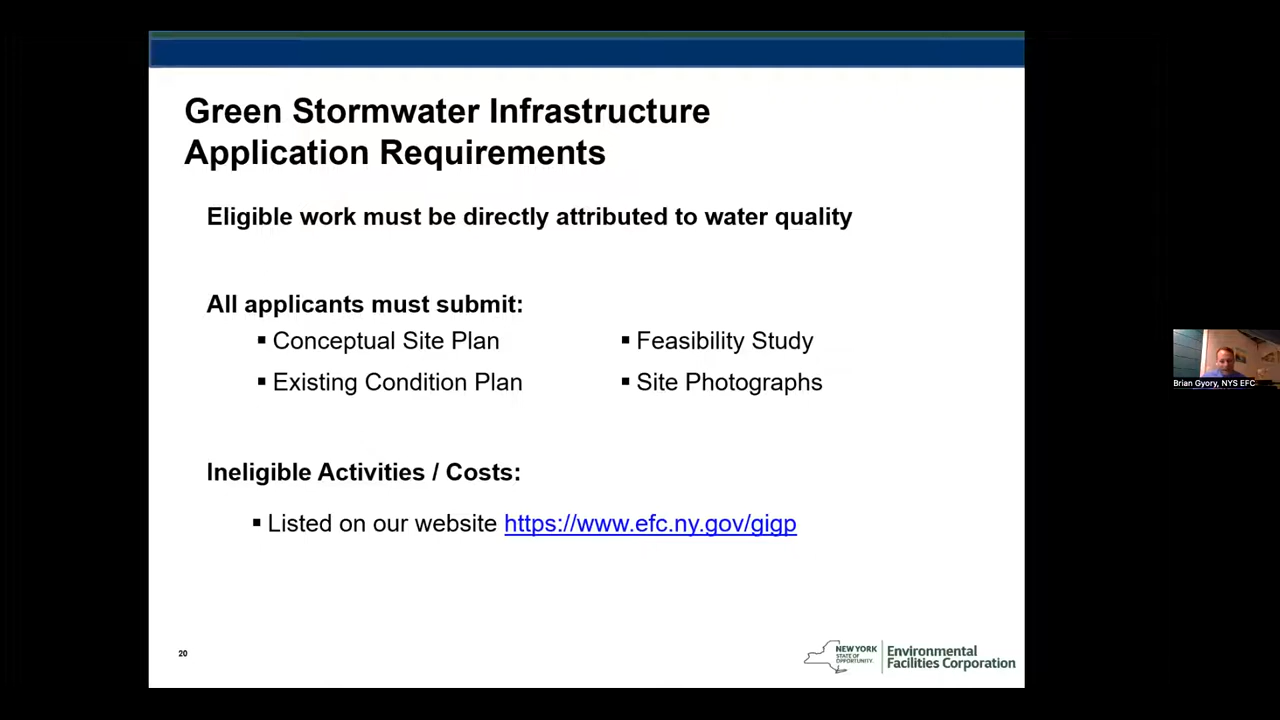 Green Stormwater Infrastructure
Application Requirements
Eligible work must be directly attributed to water quality
All applicants must submit:
▪ Conceptual Site Plan
▪ Feasibility Study
▪ Existing Condition Plan
▪ Site Photographs
Ineligible Activities / Costs:
▪ Listed on our website https://www.efc.ny.gov/gigp
20
NEW YORK
STATE OF
OPPORTUNITY.
Environmental
Facilities Corporation
Brian Gyory, NYS EFC